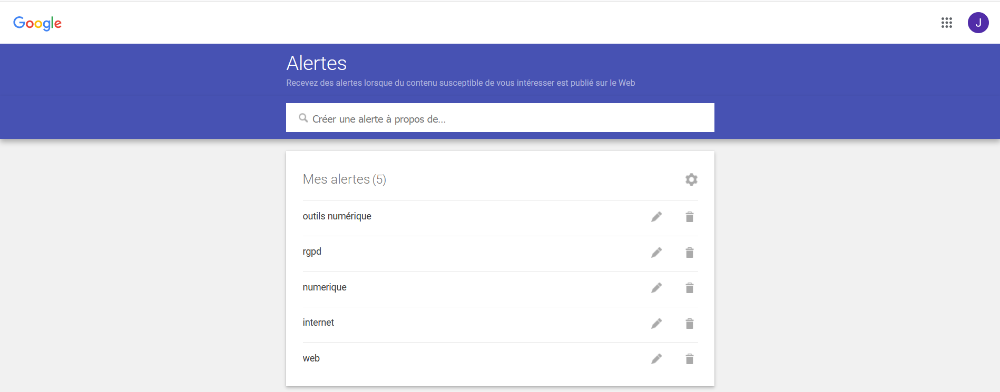 Google
J
Alertes
Recevez des alertes lorsque du contenu susceptible de vous intéresser est publié sur le Web
Créer une alerte à propos de...
Mes alertes (5)
outils numérique
rgpd
numerique
internet
web